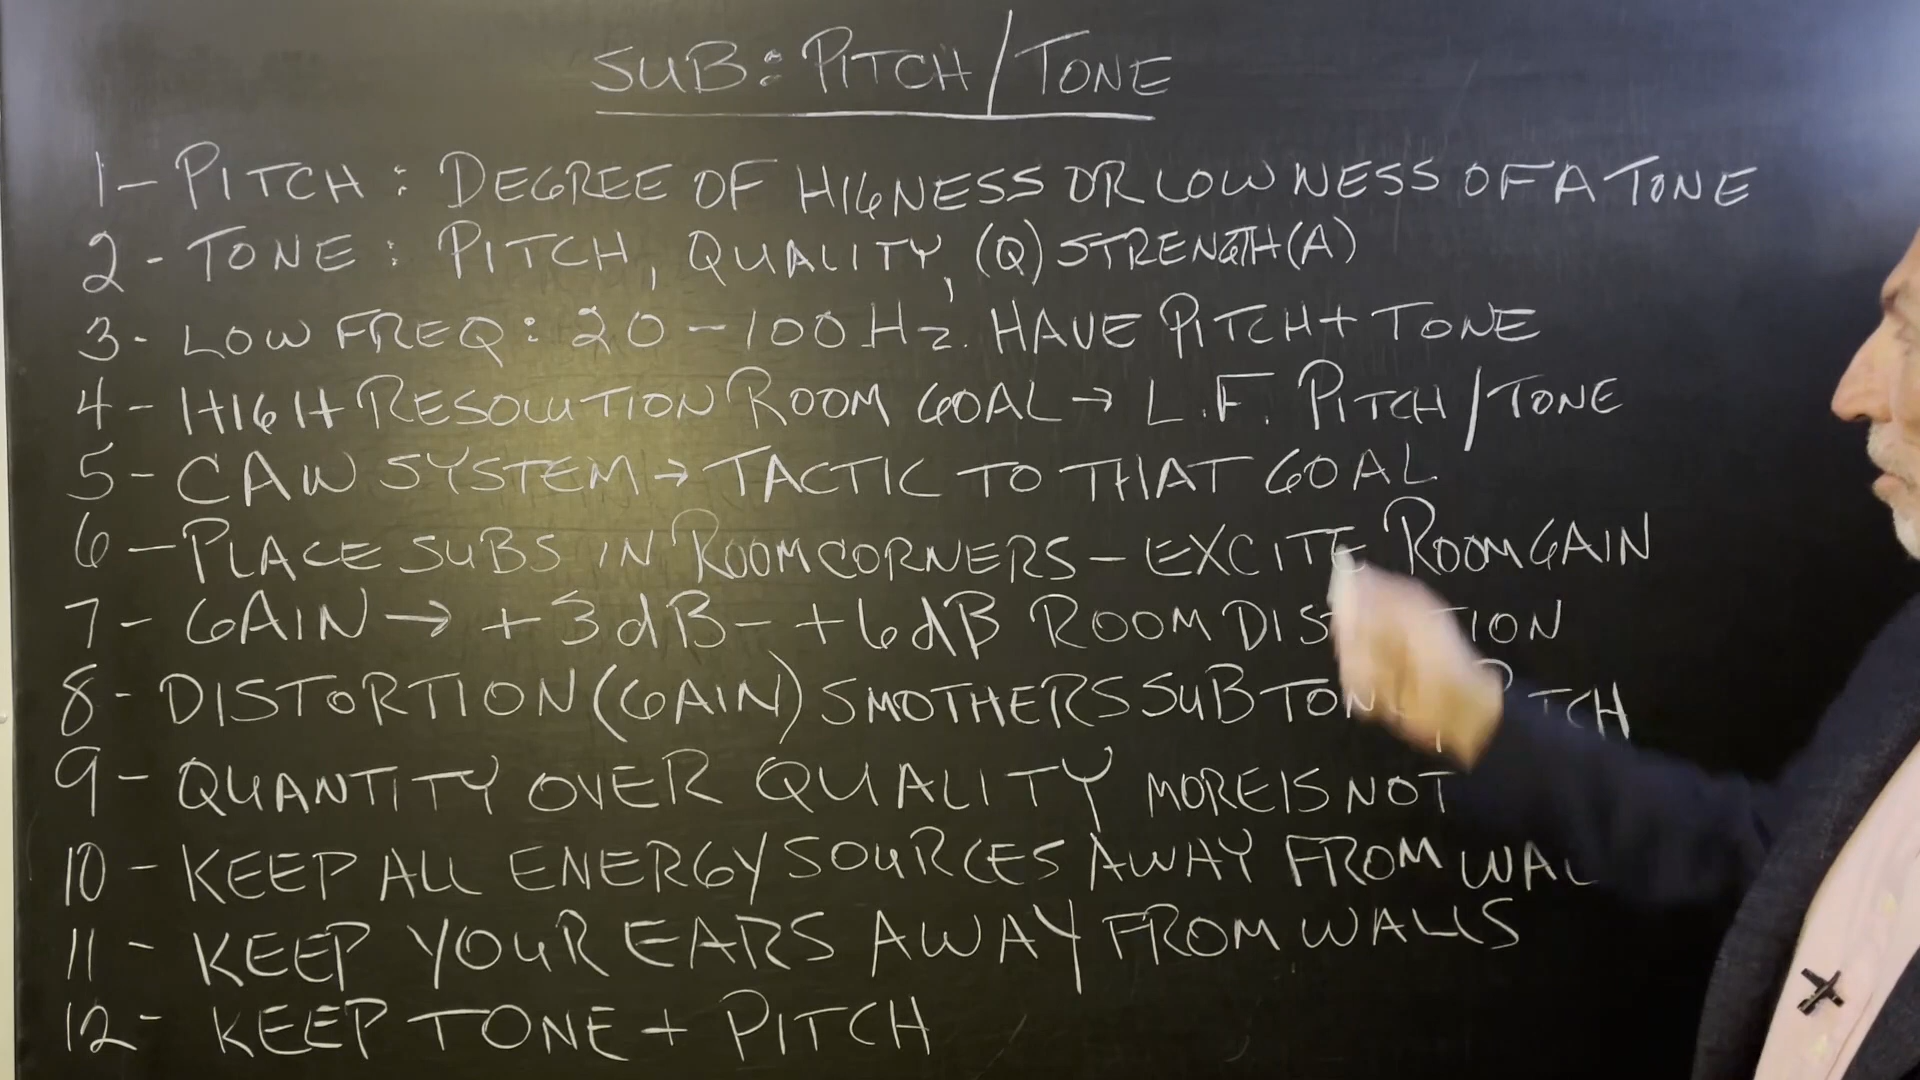 SUB: PITCH/TONE
1- PITCH: DEGREE OF HIGNESS OR LOWNESS OF A TONE
2- TONE: PITCH, QUALITY, (Q) STRENGTH(A)
3- LOW FREQ: 20-100Hz. HAVE PITCH + TONE
4- HIGH RESOLUTION ROOM GOAL → L.F. PITCH/TONE
5- CAW SYSTEM → TACTIC TO THAT GOAL
6- PLACE SUBS IN ROOM CORNERS - EXCITE ROOM GAIN
7- GAIN → +3dB - +6dB ROOM
8- DISTORTION (GAIN) SMOTHERS SUB
9- QUANTITY OVER QUALITY MORE IS NOT
10- KEEP ALL ENERGY SOURCES AWAY FROM
11- KEEP YOUR EARS AWAY FROM WALLS
12- KEEP TONE + PITCH